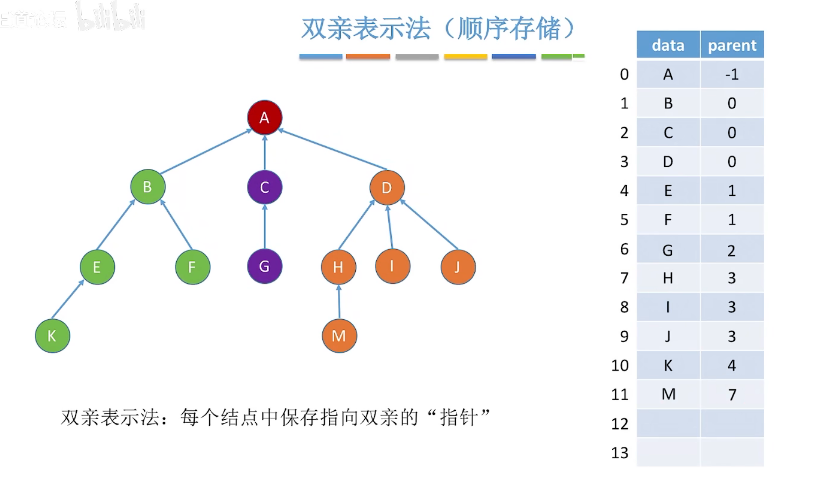 bilibili
双亲表示法（顺序存储）
data parent
0 A -1
1 B 0
2 C 0
3 D 0
4 E 1
5 F 1
6 G 2
7 H 3
8 I 3
9 J 3
10 K 4
11 M 7
12
13
A
B C D
E F G H I J
K M
双亲表示法：每个结点中保存指向双亲的“指针”